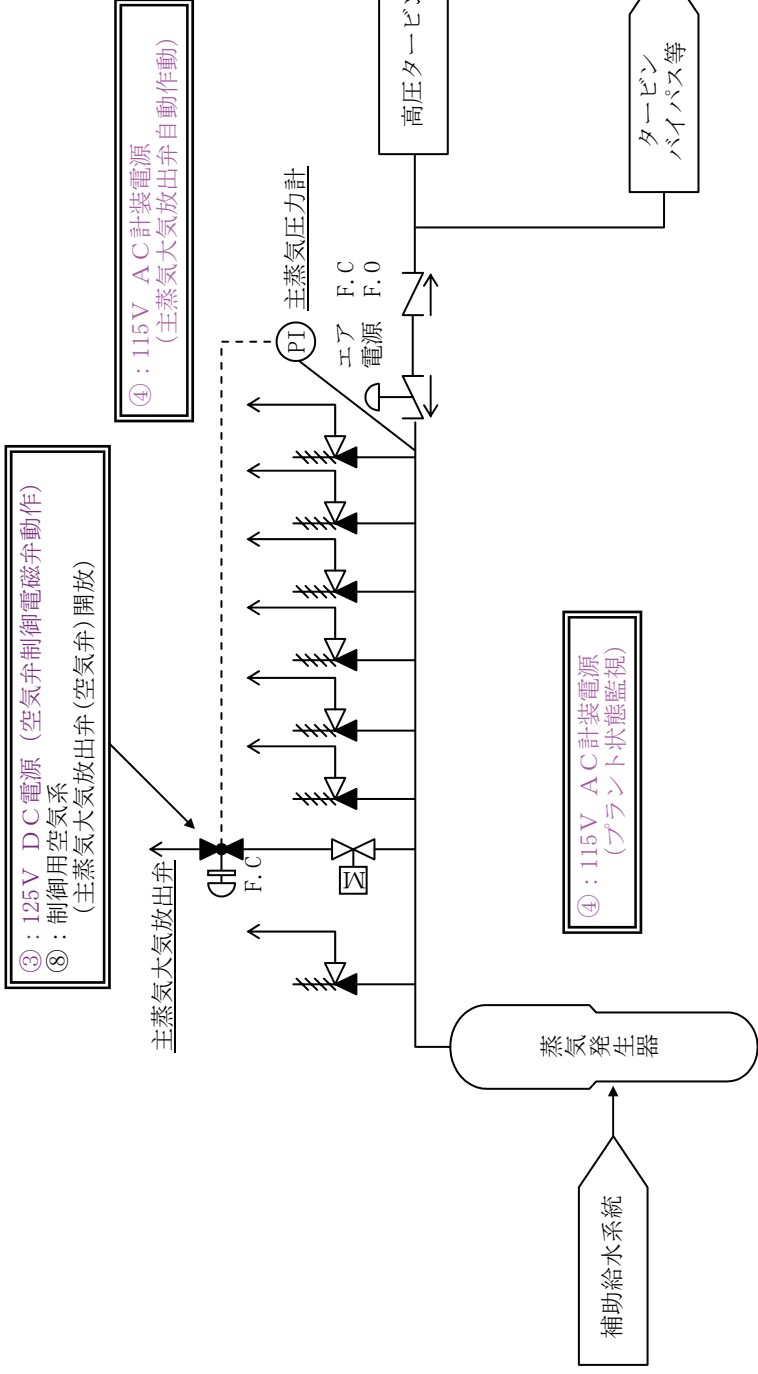 ③：125V DC電源（空気弁制御電磁弁動作）
⑧：制御用空気系
（主蒸気大気放出弁(空気弁)開放）
④：115V AC計装電源
（主蒸気大気放出弁自動作動）
主蒸気大気放出弁
F.C
M
PI
主蒸気圧力計
エア F.C
電源 F.O
高圧タービン
タービン
バイパス等
④：115V AC計装電源
（プラント状態監視）
蒸気発生器
補助給水系統